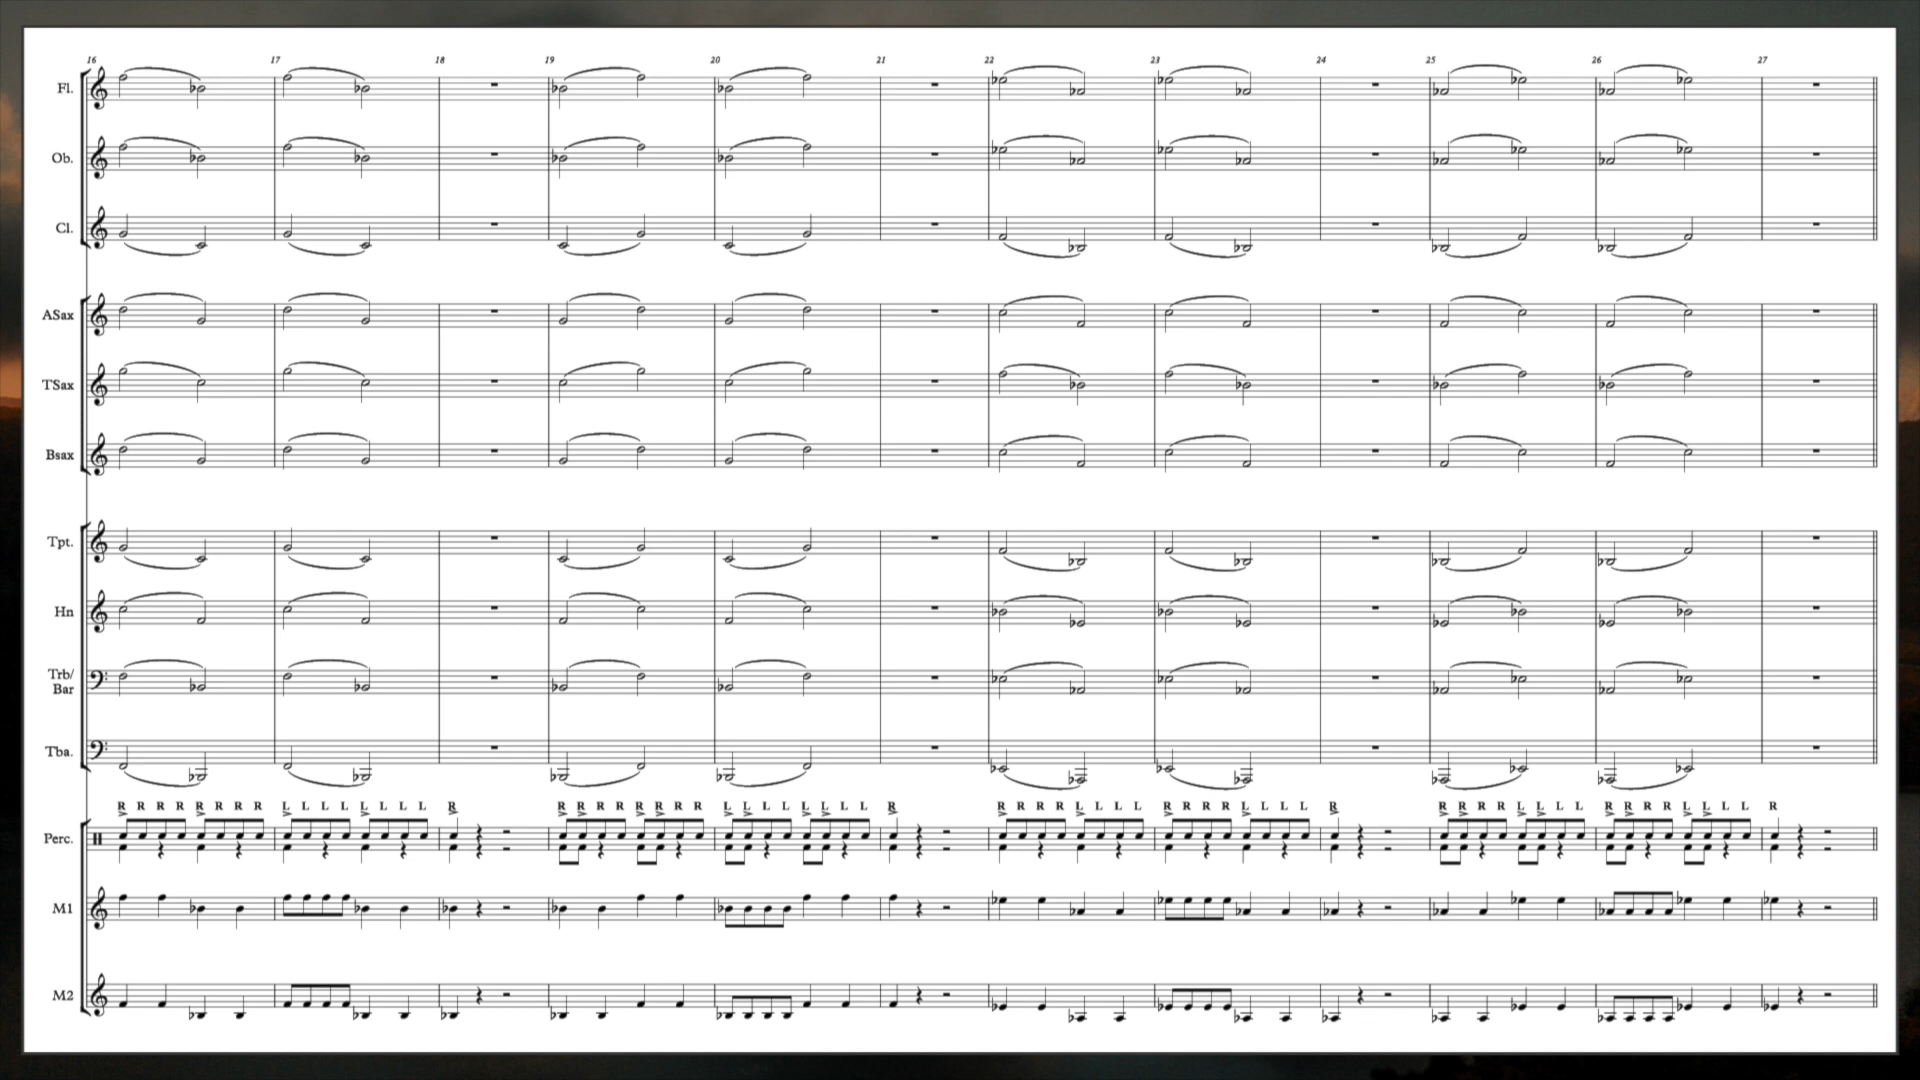 16 17 18 19 20 21 22 23 24 25 26 27
Fl.
Ob.
Cl.
ASax
TSax
Bsax
Tpt.
Hn
Trb/
Bar
Tba.
R R R R R R R R L L L L L L L L R R R R R R R R R L L L L L L L L R R R R R L L L L R R R R L L L L R R R R R L L L L R R R R L L L L R
Perc.
M1
M2